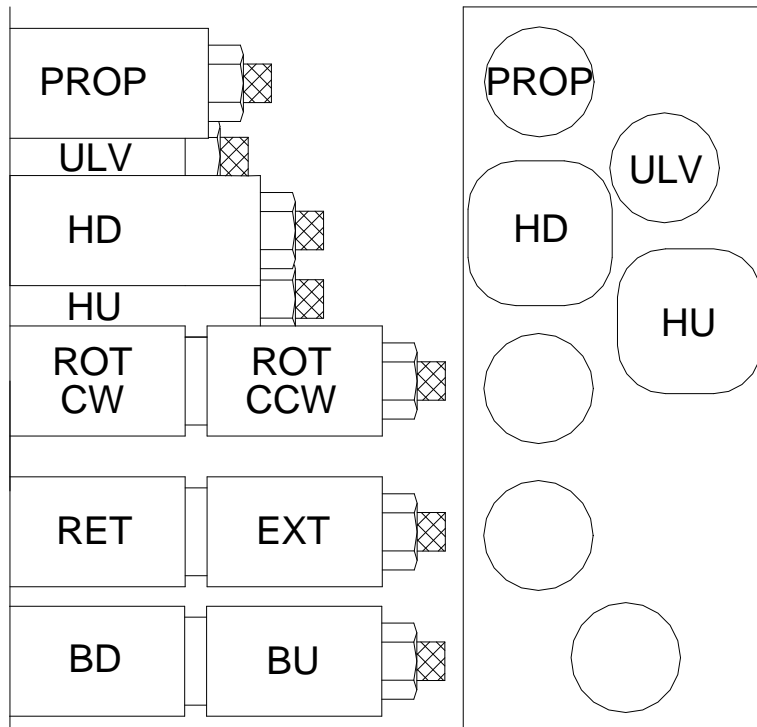 PROP
ULV
HD
HU
ROT CW
ROT CCW
RET
EXT
BD
BU
PROP
ULV
HD
HU